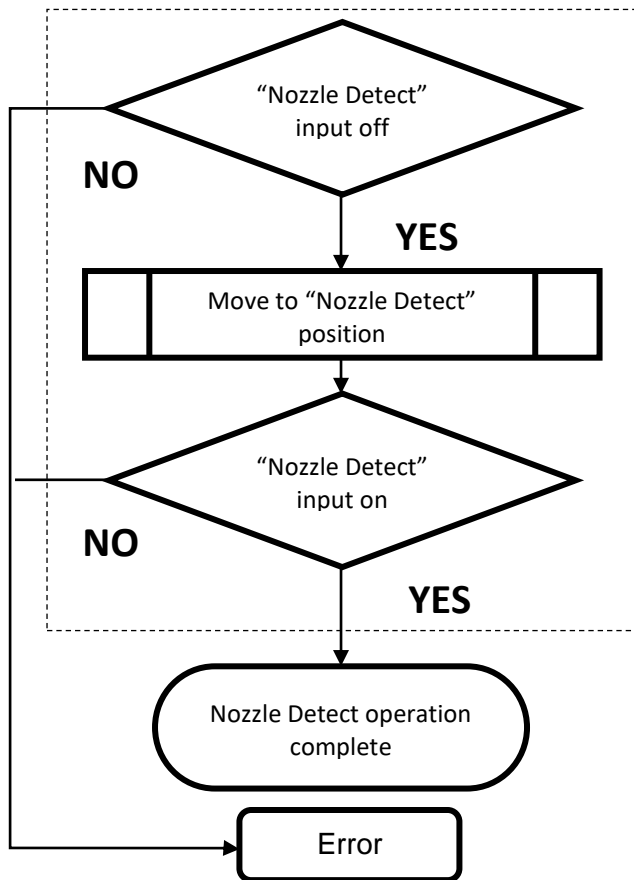 “Nozzle Detect”
input off
NO
YES
Move to “Nozzle Detect”
position
“Nozzle Detect”
input on
NO
YES
Nozzle Detect operation
complete
Error